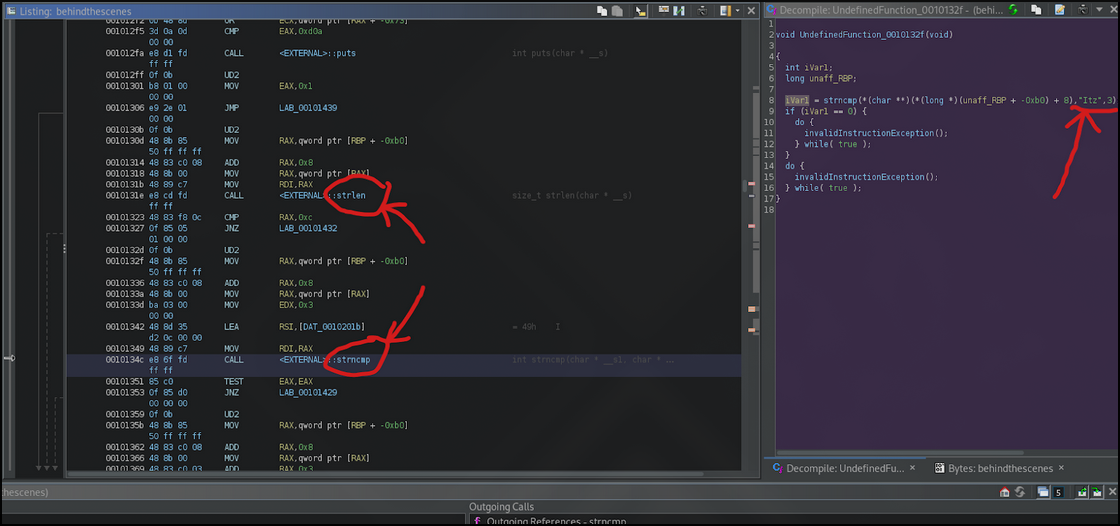 Listing: behindthescenes
001012f2 0b 48 8d OR ECX,dword ptr [RAX + -0x73]
001012f5 3d 0a 0d CMP EAX,0xd0a
00 00
001012fa e8 d1 fd CALL <EXTERNAL>::puts int puts(char * __s)
ff ff
001012ff 0f 0b UD2
00101301 b8 01 00 MOV EAX,0x1
00 00
00101306 e9 2e 01 JMP LAB_00101439
00 00
0010130b 0f 0b UD2
0010130d 48 8b 85 MOV RAX,qword ptr [RBP + -0xb0]
50 ff ff ff
00101314 48 83 c0 08 ADD RAX,0x8
00101318 48 8b 00 MOV RAX,qword ptr [RAX]
0010131b 48 89 c7 MOV RDI,RAX
0010131e e8 cd fd CALL <EXTERNAL>::strlen size_t strlen(char * __s)
ff ff
00101323 48 83 f8 0c CMP RAX,0xc
00101327 0f 85 05 JNZ LAB_00101432
01 00 00
0010132d 0f 0b UD2
0010132f 48 8b 85 MOV RAX,qword ptr [RBP + -0xb0]
50 ff ff ff
00101336 48 83 c0 08 ADD RAX,0x8
0010133a 48 8b 00 MOV RAX,qword ptr [RAX]
0010133d ba 03 00 MOV EDX,0x3
00 00
00101342 48 8d 35 LEA RSI,[DAT_0010201b] = 49h I
d2 0c 00 00
00101349 48 89 c7 MOV RDI,RAX
0010134c e8 6f fd CALL <EXTERNAL>::strncmp int strncmp(char * __s1, char * ...
ff ff
00101351 85 c0 TEST EAX,EAX
00101353 0f 85 d0 JNZ LAB_00101429
00 00 00
00101359 0f 0b UD2
0010135b 48 8b 85 MOV RAX,qword ptr [RBP + -0xb0]
50 ff ff ff
00101362 48 83 c0 08 ADD RAX,0x8
00101366 48 8b 00 MOV RAX,qword ptr [RAX]
00101369 48 83 c0 03 ADD RAX,0x3
Decompile: UndefinedFunction_0010132f - (behi...
1
2 void UndefinedFunction_0010132f(void)
3
4 {
5 int iVar1;
6 long unaff_RBP;
7
8 iVar1 = strncmp(*(char **)(*(long *)(unaff_RBP + -0xb0) + 8),"Itz",3)
9 if (iVar1 == 0) {
10 do {
11 invalidInstructionException();
12 } while( true );
13 }
14 do {
15 invalidInstructionException();
16 } while( true );
17 }
18
Decompile: UndefinedFu... ×
Bytes: behindthescenes ×
thescenes)
5
Outgoing Calls
f Outgoing References - strncmp